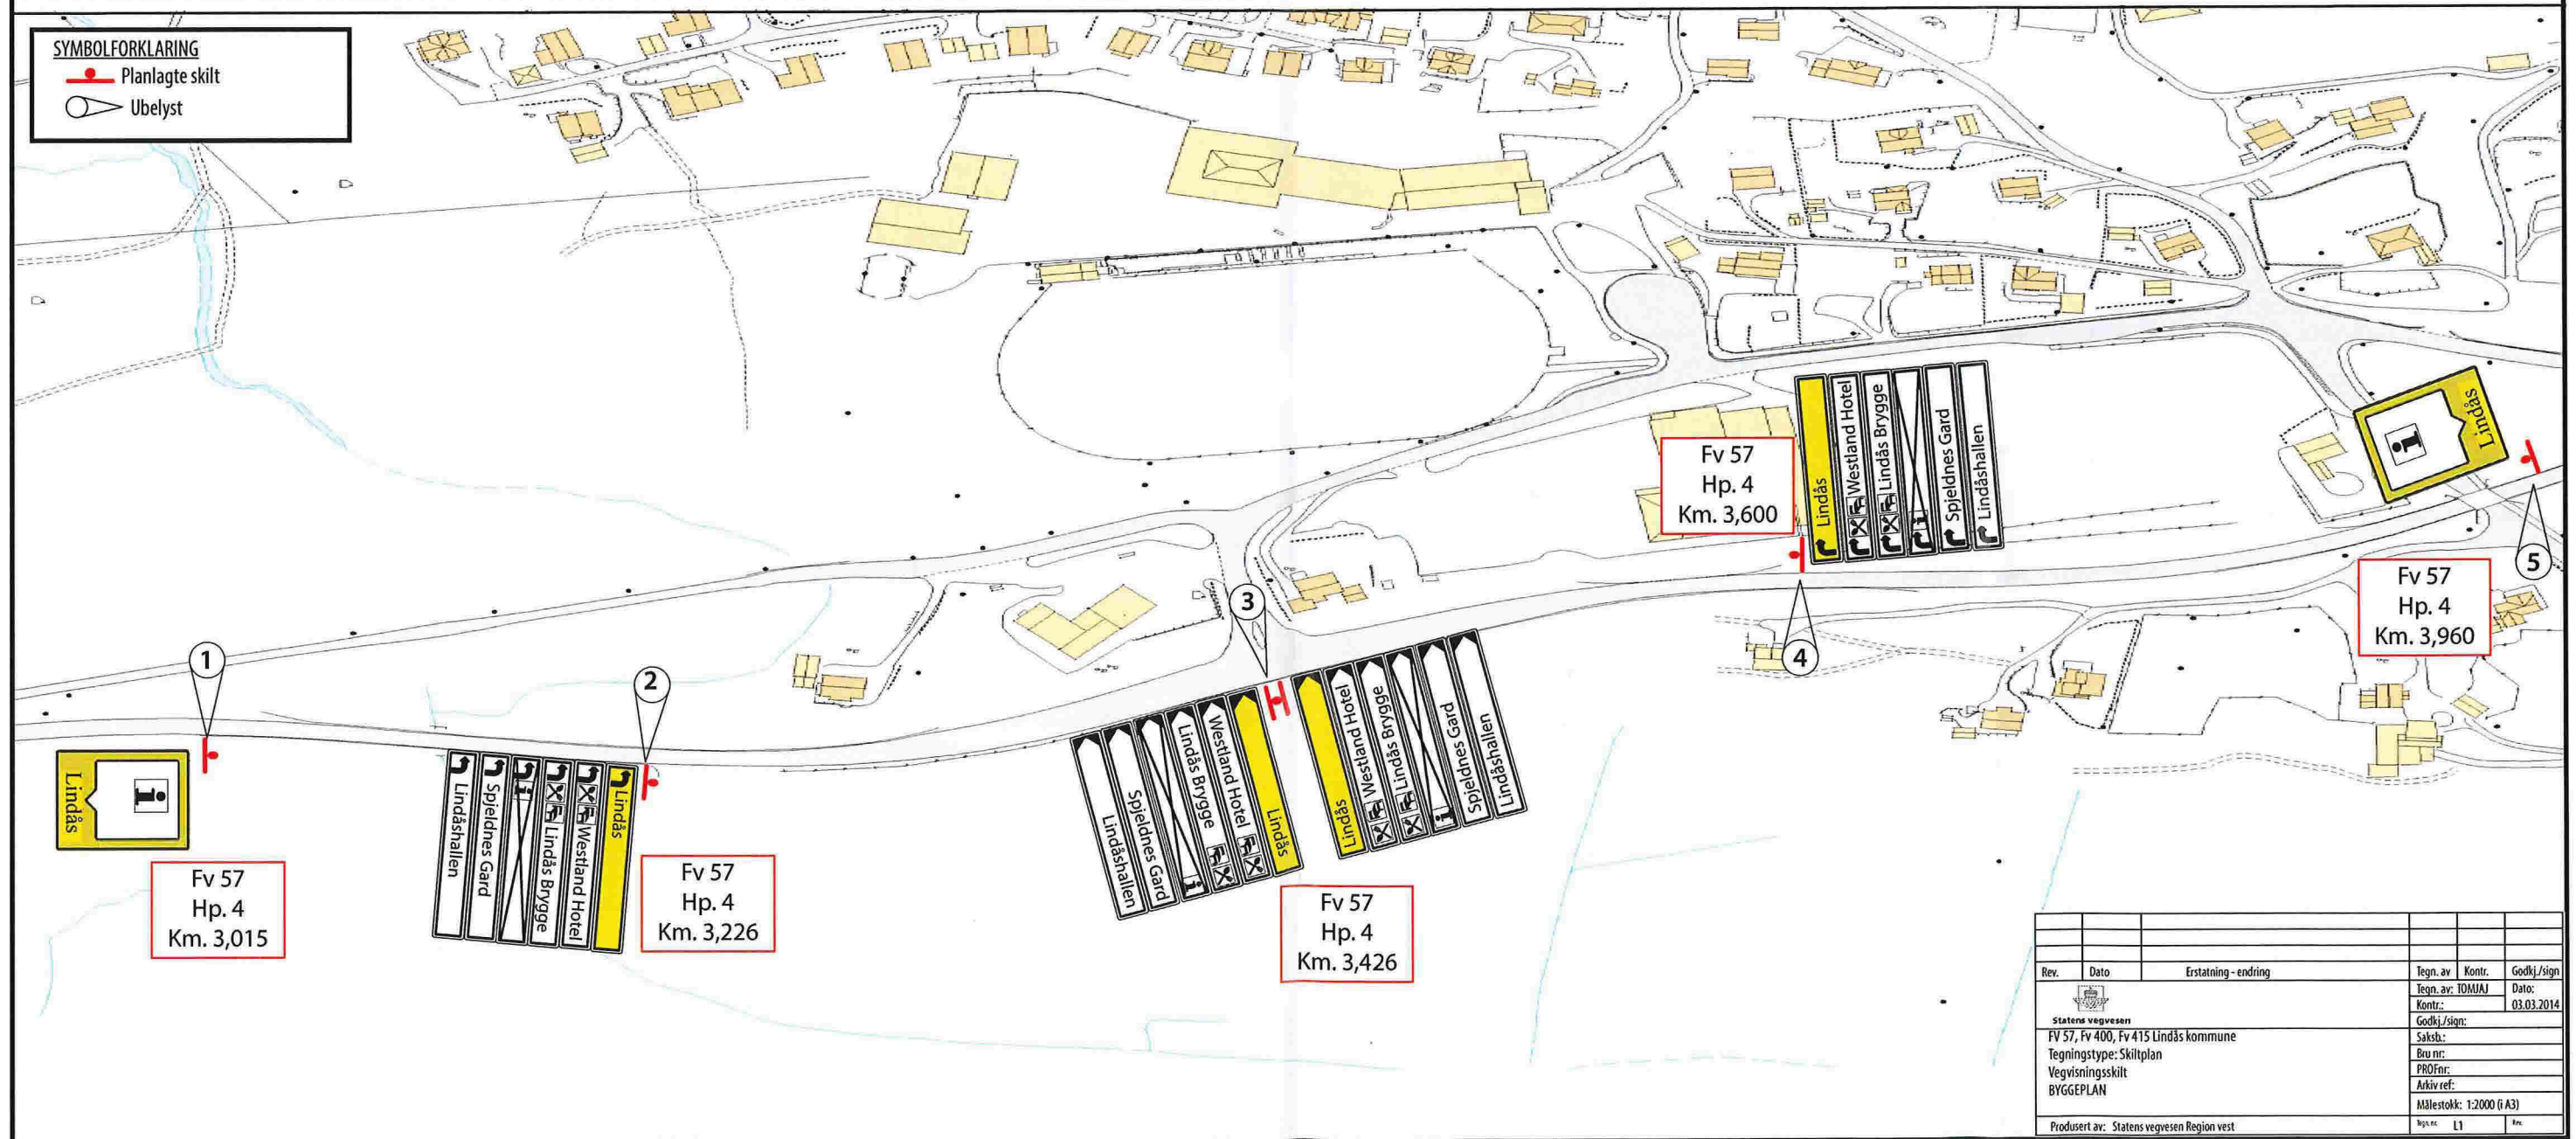 SYMBOLFORKLARING
Planlagte skilt
Ubelyst
1
Lindås
i
Fv 57
Hp. 4
Km. 3,015
2
Lindåshallen
Spjeldnes Gard
i
Lindås Brygge
Westland Hotel
Lindås
Fv 57
Hp. 4
Km. 3,226
3
Lindåshallen
Spjeldnes Gard
i
Lindås Brygge
Westland Hotel
Lindås
Lindås
Westland Hotel
Lindås Brygge
i
Spjeldnes Gard
Lindåshallen
Fv 57
Hp. 4
Km. 3,426
Fv 57
Hp. 4
Km. 3,600
Lindås
Westland Hotel
Lindås Brygge
i
Spjeldnes Gard
Lindåshallen
4
Lindås
i
5
Fv 57
Hp. 4
Km. 3,960
Rev. Dato Erstatning - endring Tegn. av Kontr. Godkj./sign
Statens vegvesen
Tegn. av: TOMJAJ Dato:
Kontr.: 03.03.2014
Godkj./sign:
FV 57, Fv 400, Fv 415 Lindås kommune
Tegningstype: Skiltplan
Vegvisningsskilt
BYGGEPLAN
Saksb.:
Bru nr:
PROFnr:
Arkiv ref:
Målestokk: 1:2000 (i A3)
Produsert av: Statens vegvesen Region vest
Tegn. nr. L1 Rev.